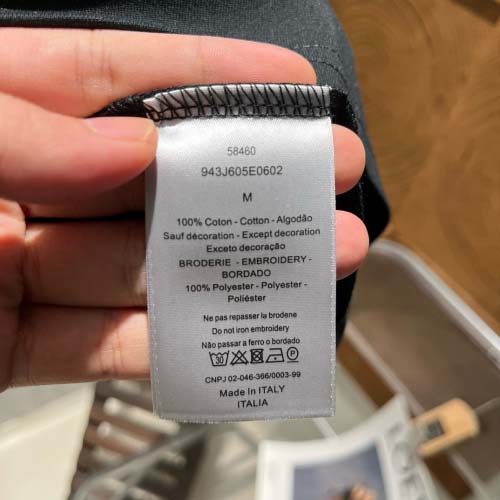 58460
943J605E0602
M
100% Coton - Cotton - Algodão
Sauf décoration - Except decoration
Exceto decoração
BRODERIE - EMBROIDERY -
BORDADO
100% Polyester - Polyester -
Poliéster
Ne pas repasser la brodene
Do not iron embroidery
Não passar a ferro o bordado
30
P
CNPJ 02-046-366/0003-99
Made in ITALY
ITALIA